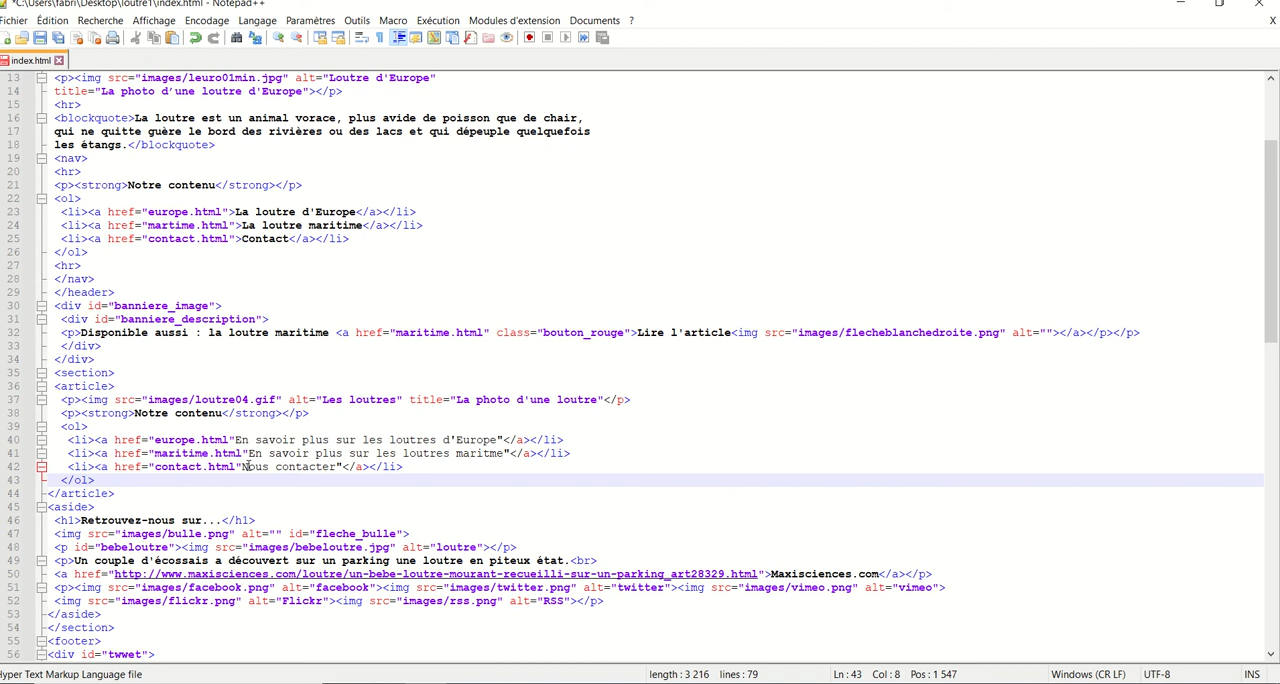 *C:\Users\fabri\Desktop\loutre1\index.html - Notepad++
Fichier Édition Recherche Affichage Encodage Langage Paramètres Outils Macro Exécution Modules d'extension Documents ?
X
index.html
13 <p><img src="images/leuro01min.jpg" alt="Loutre d'Europe"
14 title="La photo d’une loutre d'Europe"></p>
15 <hr>
16 <blockquote>La loutre est un animal vorace, plus avide de poisson que de chair,
17 qui ne quitte guère le bord des rivières ou des lacs et qui dépeuple quelquefois
18 les étangs.</blockquote>
19 <nav>
20 <hr>
21 <p><strong>Notre contenu</strong></p>
22 <ol>
23 <li><a href="europe.html">La loutre d'Europe</a></li>
24 <li><a href="martime.html">La loutre maritime</a></li>
25 <li><a href="contact.html">Contact</a></li>
26 </ol>
27 <hr>
28 </nav>
29 </header>
30 <div id="banniere_image">
31 <div id="banniere_description">
32 <p>Disponible aussi : la loutre maritime <a href="maritime.html" class="bouton_rouge">Lire l'article<img src="images/flecheblanchedroite.png" alt=""></a></p></p>
33 </div>
34 </div>
35 <section>
36 <article>
37 <p><img src="images/loutre04.gif" alt="Les loutres" title="La photo d'une loutre"</p>
38 <p><strong>Notre contenu</strong></p>
39 <ol>
40 <li><a href="europe.html"En savoir plus sur les loutres d'Europe"</a></li>
41 <li><a href="maritime.html"En savoir plus sur les loutres maritme"</a></li>
42 <li><a href="contact.html"Nous contacter"</a></li>
43 </ol>
44 </article>
45 <aside>
46 <h1>Retrouvez-nous sur...</h1>
47 <img src="images/bulle.png" alt="" id="fleche_bulle">
48 <p id="bebeloutre"><img src="images/bebeloutre.jpg" alt="loutre"></p>
49 <p>Un couple d'écossais a découvert sur un parking une loutre en piteux état.<br>
50 <a href="http://www.maxisciences.com/loutre/un-bebe-loutre-mourant-recueilli-sur-un-parking_art28329.html">Maxisciences.com</a></p>
51 <p><img src="images/facebook.png" alt="facebook"><img src="images/twitter.png" alt="twitter"><img src="images/vimeo.png" alt="vimeo">
52 <img src="images/flickr.png" alt="Flickr"><img src="images/rss.png" alt="RSS"></p>
53 </aside>
54 </section>
55 <footer>
56 <div id="twwet">
Hyper Text Markup Language file length : 3 216 lines : 79 Ln : 43 Col : 8 Pos : 1 547 Windows (CR LF) UTF-8 INS